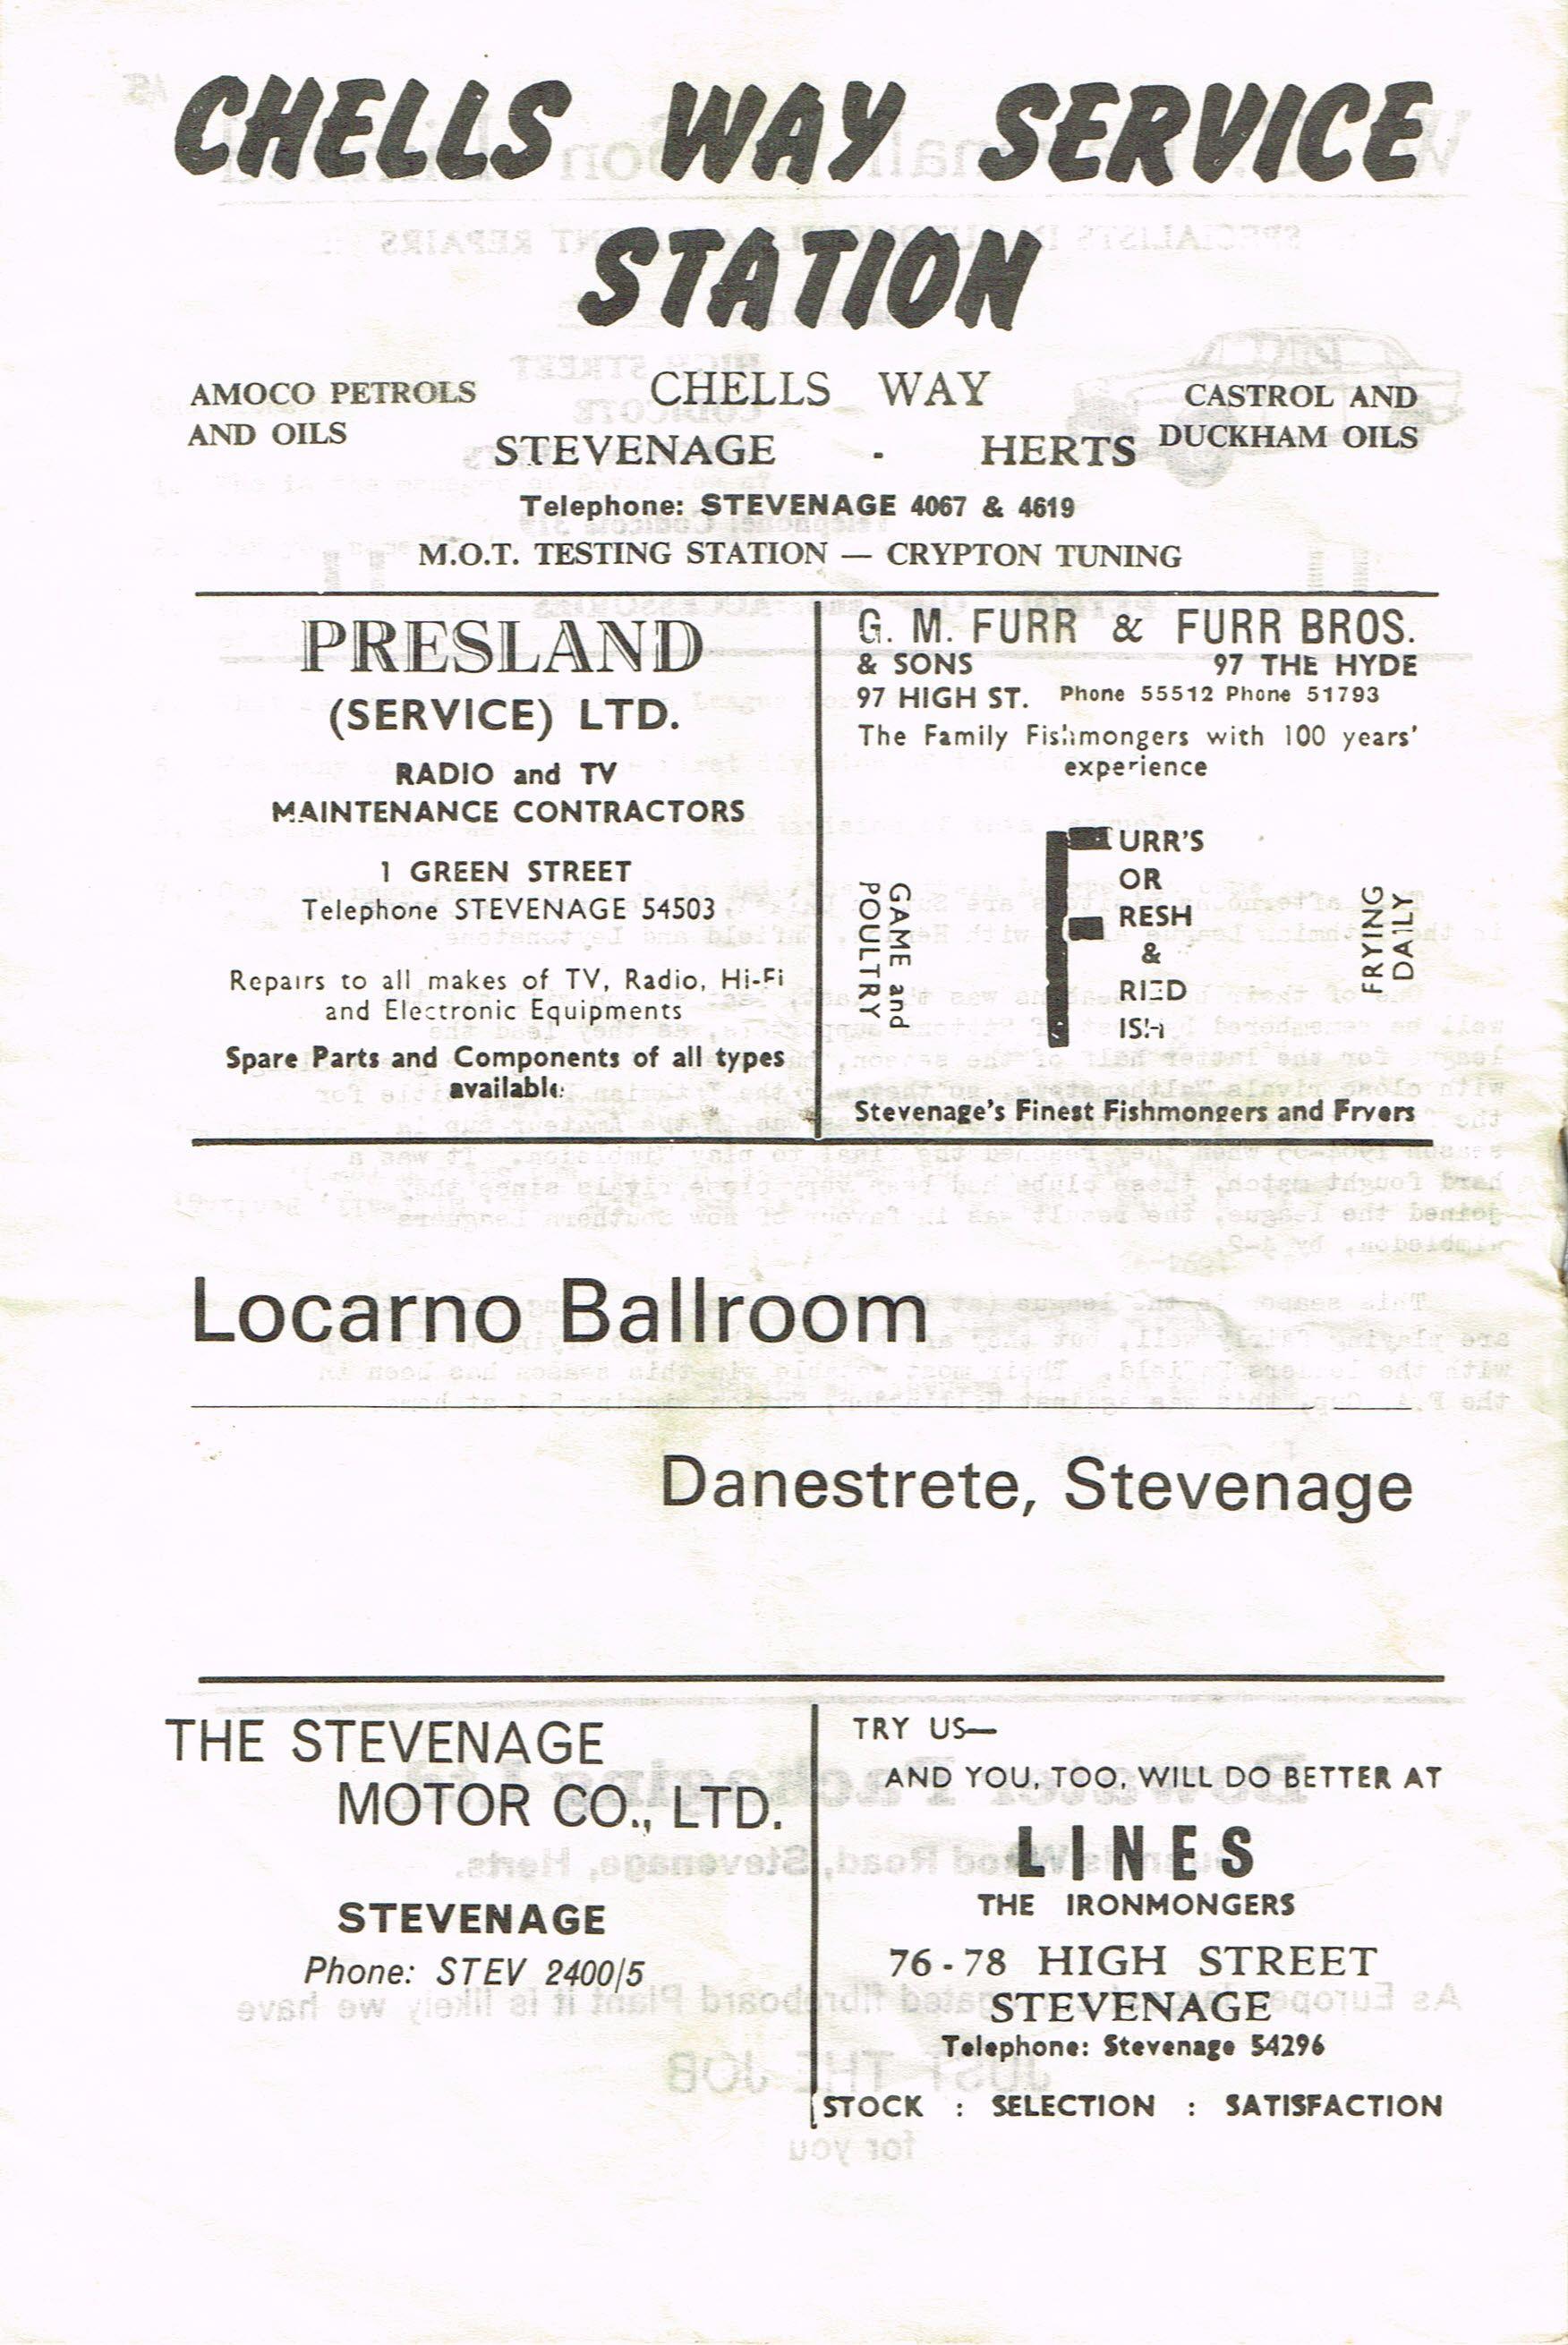 CHELLS WAY SERVICE
STATION
AMOCO PETROLS
AND OILS
CHELLS WAY
STEVENAGE - HERTS
CASTROL AND
DUCKHAM OILS
Telephone: STEVENAGE 4067 & 4619
M.O.T. TESTING STATION — CRYPTON TUNING
PRESLAND
(SERVICE) LTD.
RADIO and TV
MAINTENANCE CONTRACTORS
1 GREEN STREET
Telephone STEVENAGE 54503
Repairs to all makes of TV, Radio, Hi-Fi
and Electronic Equipments
Spare Parts and Components of all types
available
G. M. FURR & FURR BROS.
& SONS 97 THE HYDE
97 HIGH ST. Phone 55512 Phone 51793
The Family Fishmongers with 100 years'
experience
GAME and
POULTRY
FURR'S
OR
FRESH
&
FRIED
FISH
FRYING
DAILY
Stevenage's Finest Fishmongers and Fryers
Locarno Ballroom
Danestrete, Stevenage
THE STEVENAGE
MOTOR CO., LTD.
STEVENAGE
Phone: STEV 2400/5
TRY US—
AND YOU, TOO, WILL DO BETTER AT
LINES
THE IRONMONGERS
76-78 HIGH STREET
STEVENAGE
Telephone: Stevenage 54296
STOCK : SELECTION : SATISFACTION